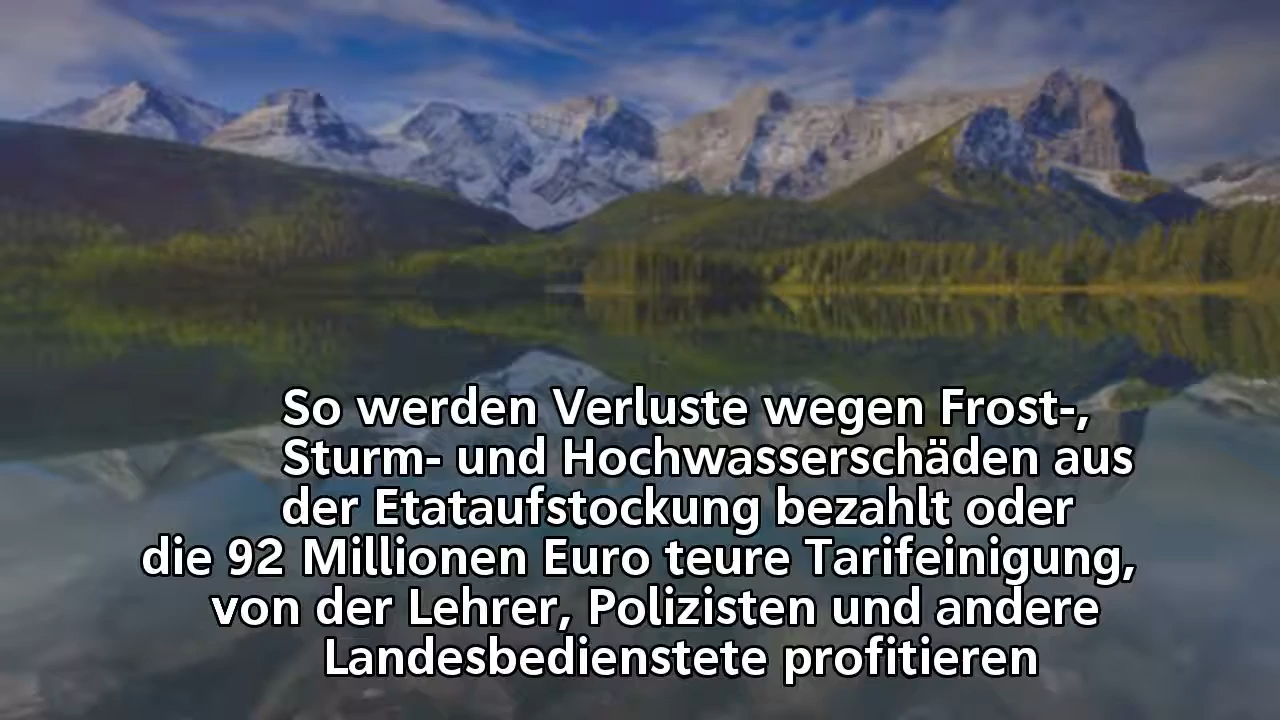 So werden Verluste wegen Frost-,
Sturm- und Hochwasserschäden aus
der Etataufstockung bezahlt oder
die 92 Millionen Euro teure Tarifeinigung,
von der Lehrer, Polizisten und andere
Landesbedienstete profitieren